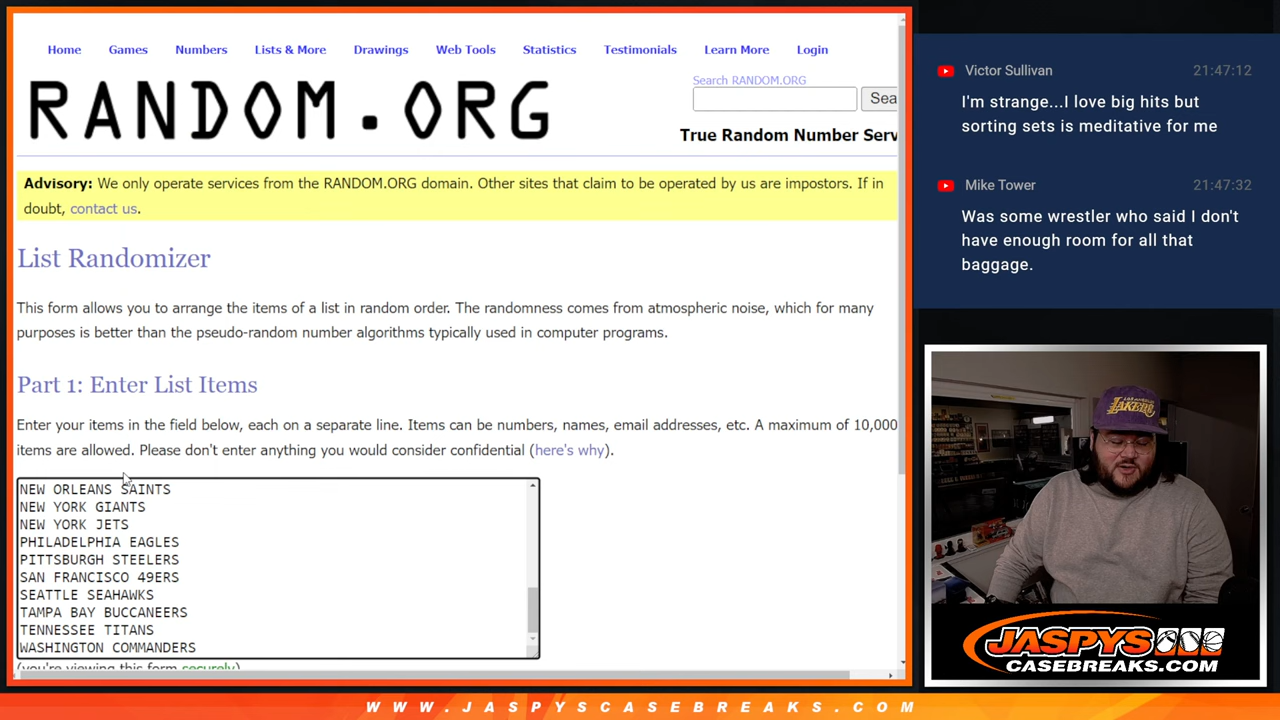 Home Games Numbers Lists & More Drawings Web Tools Statistics Testimonials Learn More Login
RANDOM.ORG
Search RANDOM.ORG
Sea
True Random Number Serv
Advisory: We only operate services from the RANDOM.ORG domain. Other sites that claim to be operated by us are impostors. If in
doubt, contact us.
List Randomizer
This form allows you to arrange the items of a list in random order. The randomness comes from atmospheric noise, which for many
purposes is better than the pseudo-random number algorithms typically used in computer programs.
Part 1: Enter List Items
Enter your items in the field below, each on a separate line. Items can be numbers, names, email addresses, etc. A maximum of 10,000
items are allowed. Please don't enter anything you would consider confidential (here's why).
NEW ORLEANS SAINTS
NEW YORK GIANTS
NEW YORK JETS
PHILADELPHIA EAGLES
PITTSBURGH STEELERS
SAN FRANCISCO 49ERS
SEATTLE SEAHAWKS
TAMPA BAY BUCCANEERS
TENNESSEE TITANS
WASHINGTON COMMANDERS
(you're viewing this form securely)
Victor Sullivan 21:47:12
I'm strange...I love big hits but
sorting sets is meditative for me
Mike Tower 21:47:32
Was some wrestler who said I don't
have enough room for all that
baggage.
LAKERS
JASPYS
CASEBREAKS.COM
WWW.JASPYSCASEBREAKS.COM